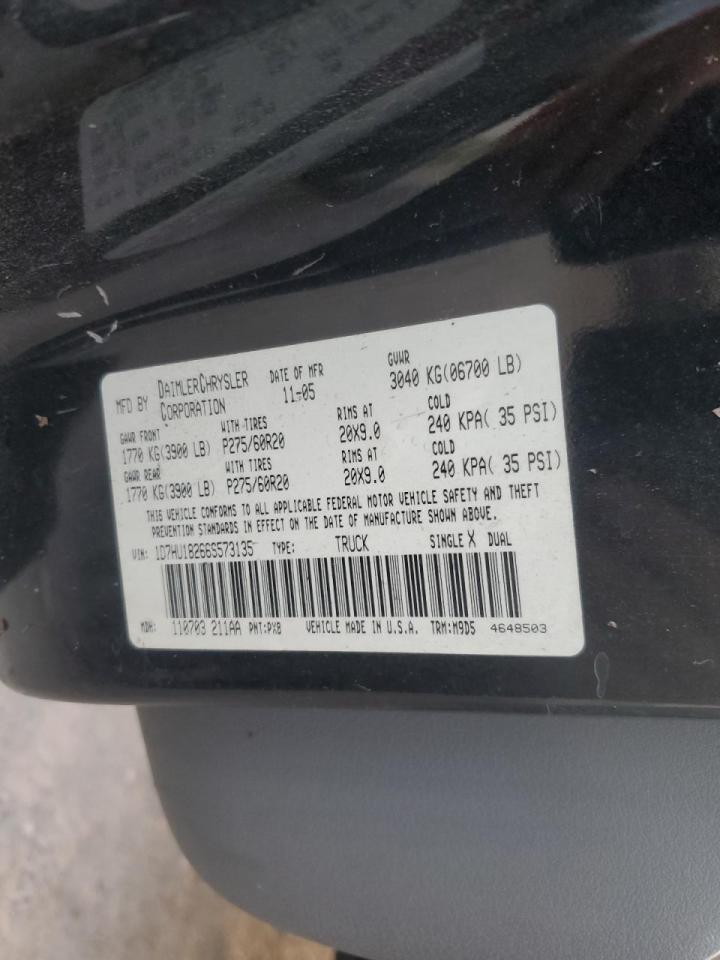 MFD BY DAIMLERCHRYSLER CORPORATION
DATE OF MFR 11-05
GVWR 3040 KG(06700 LB)
GAWR FRONT WITH TIRES RIMS AT COLD
1770 KG(3900 LB) P275/60R20 20X9.0 240 KPA( 35 PSI)
GAWR REAR WITH TIRES RIMS AT COLD
1770 KG(3900 LB) P275/60R20 20X9.0 240 KPA( 35 PSI)
THIS VEHICLE CONFORMS TO ALL APPLICABLE FEDERAL MOTOR VEHICLE SAFETY AND THEFT
PREVENTION STANDARDS IN EFFECT ON THE DATE OF MANUFACTURE SHOWN ABOVE.
VIN: 1D7HU18266S573135 TYPE: TRUCK SINGLE X DUAL
MDH: 110703 211AA PNT:PX8 VEHICLE MADE IN U.S.A. TRM:M9D5 4648503